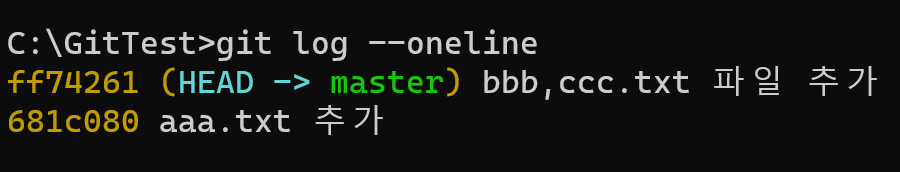 C:\GitTest>git log --oneline
ff74261 (HEAD -> master) bbb,ccc.txt 파일 추가
681c080 aaa.txt 추가